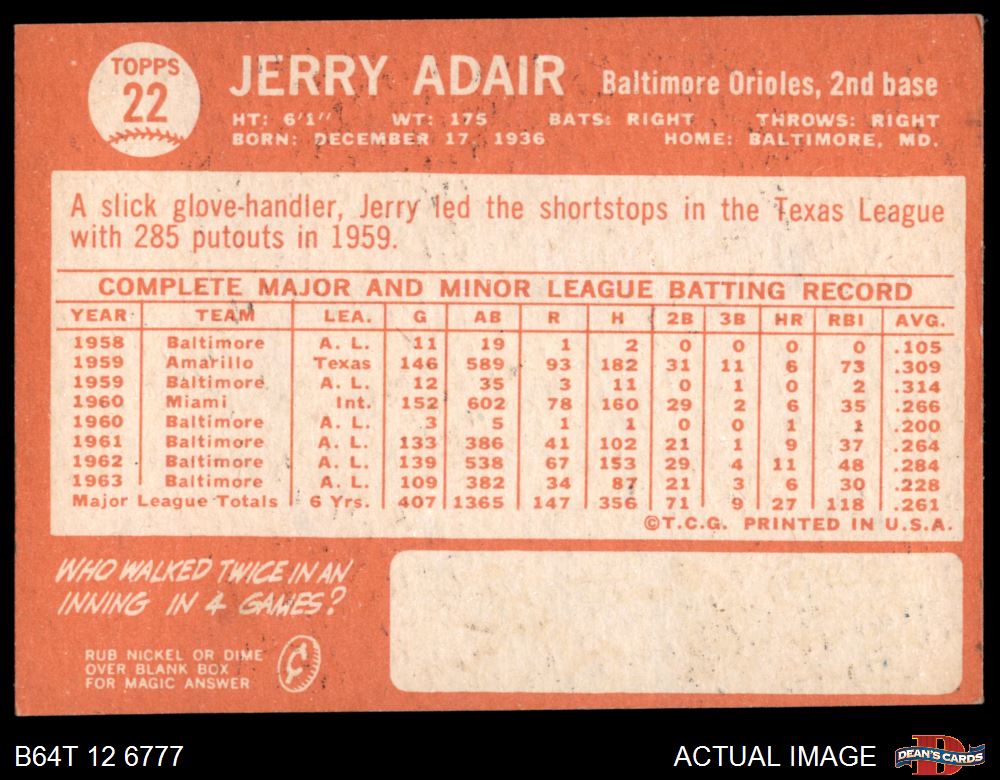 TOPPS
22
JERRY ADAIR Baltimore Orioles, 2nd base
HT: 6'1" WT: 175 BATS: RIGHT THROWS: RIGHT
BORN: DECEMBER 17, 1936 HOME: BALTIMORE, MD.
A slick glove-handler, Jerry led the shortstops in the Texas League
with 285 putouts in 1959.
COMPLETE MAJOR AND MINOR LEAGUE BATTING RECORD
YEAR TEAM LEA. G AB R H 2B 3B HR RBI AVG.
1958 Baltimore A. L. 11 19 1 2 0 0 0 0 .105
1959 Amarillo Texas 146 589 93 182 31 11 6 73 .309
1959 Baltimore A. L. 12 35 3 11 0 1 0 2 .314
1960 Miami Int. 152 602 78 160 29 2 6 35 .266
1960 Baltimore A. L. 3 5 1 1 0 0 1 1 .200
1961 Baltimore A. L. 133 386 41 102 21 1 9 37 .264
1962 Baltimore A. L. 139 538 67 153 29 4 11 48 .284
1963 Baltimore A. L. 109 382 34 87 21 3 6 30 .228
Major League Totals 6 Yrs. 407 1365 147 356 71 9 27 118 .261
©T.C.G. PRINTED IN U.S.A.
WHO WALKED TWICE IN AN
INNING IN 4 GAMES?
RUB NICKEL OR DIME
OVER BLANK BOX
FOR MAGIC ANSWER
B64T 12 6777 ACTUAL IMAGE
DEAN'S CARDS